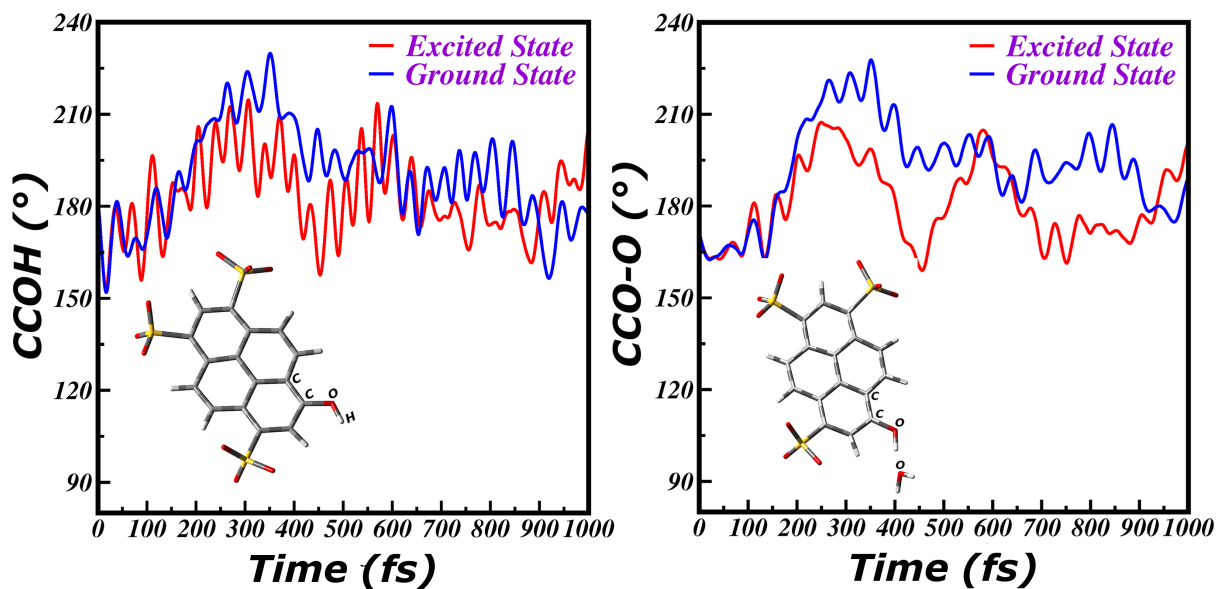 240
210
180
150
120
90
CCOH (°)
Excited State
Ground State
C
C
O
H
0 100 200 300 400 500 600 700 800 900 1000
Time (fs)
240
210
180
150
120
90
CCO-O (°)
Excited State
Ground State
C
C
O
O
0 100 200 300 400 500 600 700 800 900 1000
Time (fs)